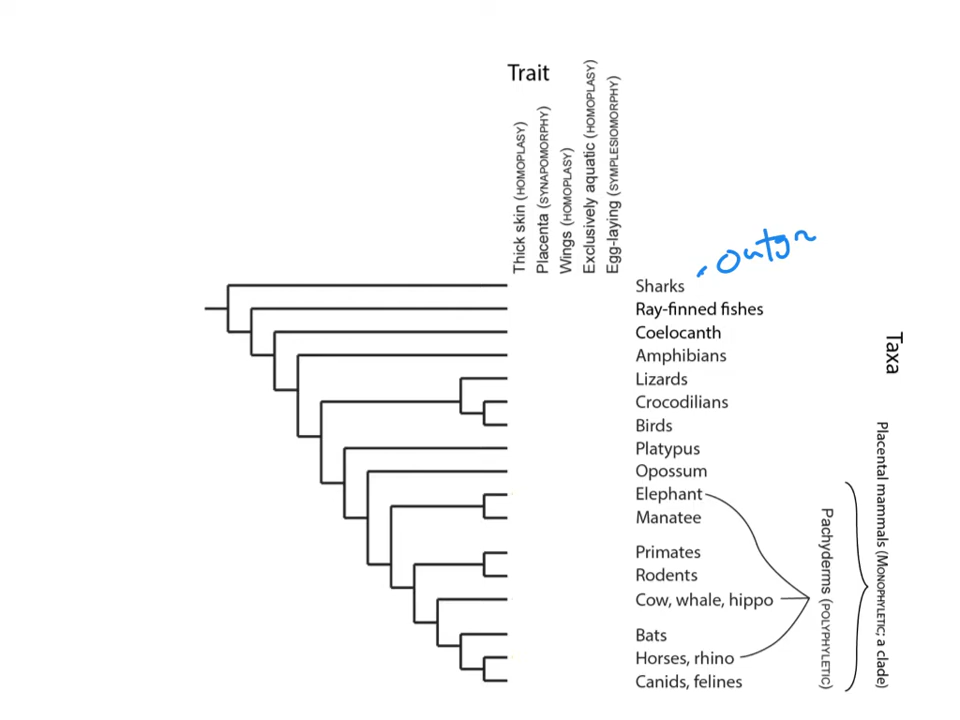 Trait
Thick skin (HOMOPLASY)
Placenta (SYNAPOMORPHY)
Wings (HOMOPLASY)
Exclusively aquatic (HOMOPLASY)
Egg-laying (SYMPLESIOMORPHY)
Outgr
Sharks
Ray-finned fishes
Coelocanth
Amphibians
Lizards
Crocodilians
Birds
Platypus
Opossum
Elephant
Manatee
Primates
Rodents
Cow, whale, hippo
Bats
Horses, rhino
Canids, felines
Pachyderms (POLYPHYLETIC)
Placental mammals (MONOPHYLETIC; a clade)
Taxa